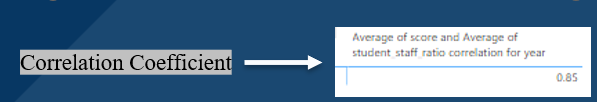 Correlation Coefficient
Average of score and Average of
student_staff_ratio correlation for year
0.85